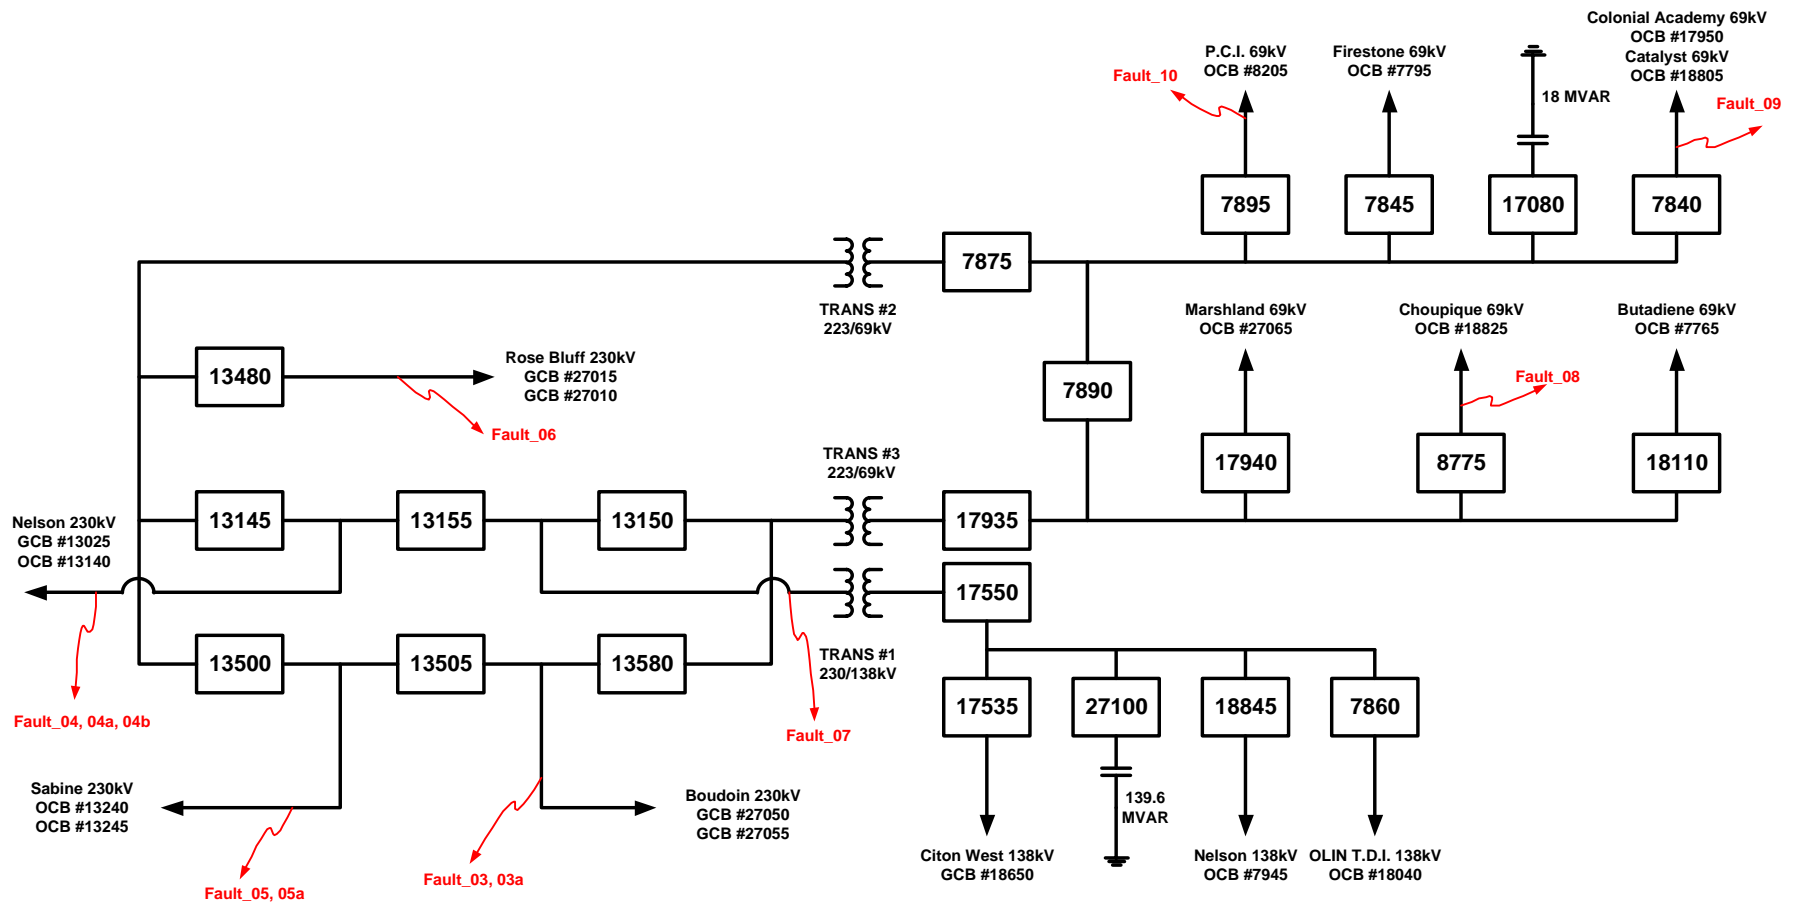 Colonial Academy 69kV
OCB #17950
Catalyst 69kV
OCB #18805
P.C.I. 69kV
OCB #8205
Firestone 69kV
OCB #7795
Fault_10
18 MVAR
Fault_09
7895
7845
17080
7840
7875
TRANS #2
223/69kV
Marshland 69kV
OCB #27065
Choupique 69kV
OCB #18825
Butadiene 69kV
OCB #7765
13480
Rose Bluff 230kV
GCB #27015
GCB #27010
7890
Fault_08
Fault_06
TRANS #3
223/69kV
17940
8775
18110
Nelson 230kV
GCB #13025
OCB #13140
13145
13155
13150
17935
17550
13500
13505
13580
TRANS #1
230/138kV
17535
27100
18845
7860
Fault_04, 04a, 04b
Fault_07
Sabine 230kV
OCB #13240
OCB #13245
Boudoin 230kV
GCB #27050
GCB #27055
139.6
MVAR
Fault_05, 05a
Fault_03, 03a
Citon West 138kV
GCB #18650
Nelson 138kV
OCB #7945
OLIN T.D.I. 138kV
OCB #18040